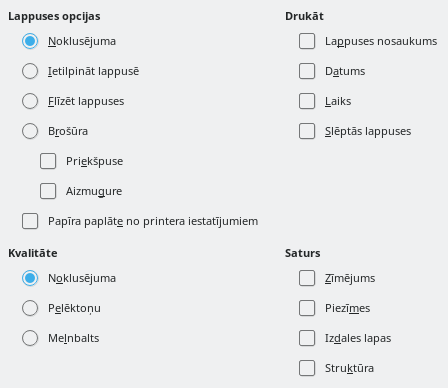 Lappuses opcijas
Noklusējuma
Ietilpināt lappusē
Flīzēt lappuses
Brošūra
Priekšpuse
Aizmugure
Papīra paplāte no printera iestatījumiem
Drukāt
Lappuses nosaukums
Datums
Laiks
Slēptās lappuses
Kvalitāte
Noklusējuma
Pelēktoņu
Melnbalts
Saturs
Zīmējums
Piezīmes
Izdales lapas
Struktūra